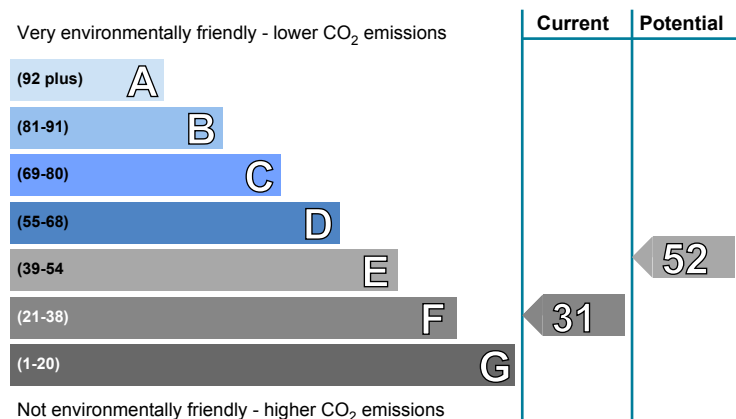 Current Potential
Very environmentally friendly - lower CO2 emissions
(92 plus) A
(81-91) B
(69-80) C
(55-68) D
(39-54 E
52
(21-38) F
31
(1-20) G
Not environmentally friendly - higher CO2 emissions